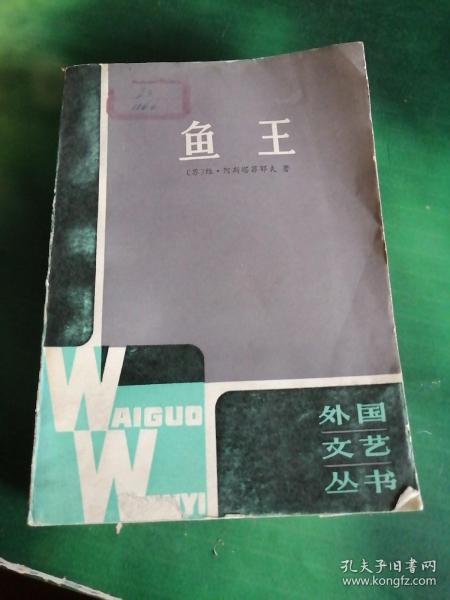 鱼王
〔苏〕维·阿斯塔菲耶夫 著
WAIGUO
WENYI
外国
文艺
丛书
孔夫子旧书网
www.kongfz.com